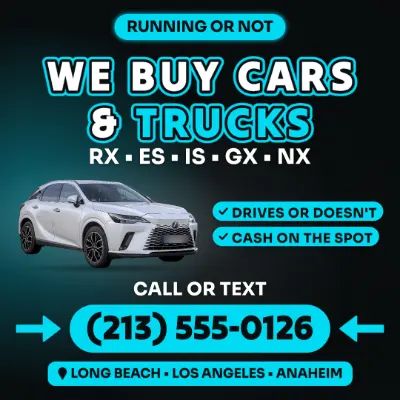 RUNNING OR NOT
WE BUY CARS
& TRUCKS
RX ▪ ES ▪ IS ▪ GX ▪ NX
DRIVES OR DOESN'T
CASH ON THE SPOT
CALL OR TEXT
(213) 555-0126
LONG BEACH ▪ LOS ANGELES ▪ ANAHEIM